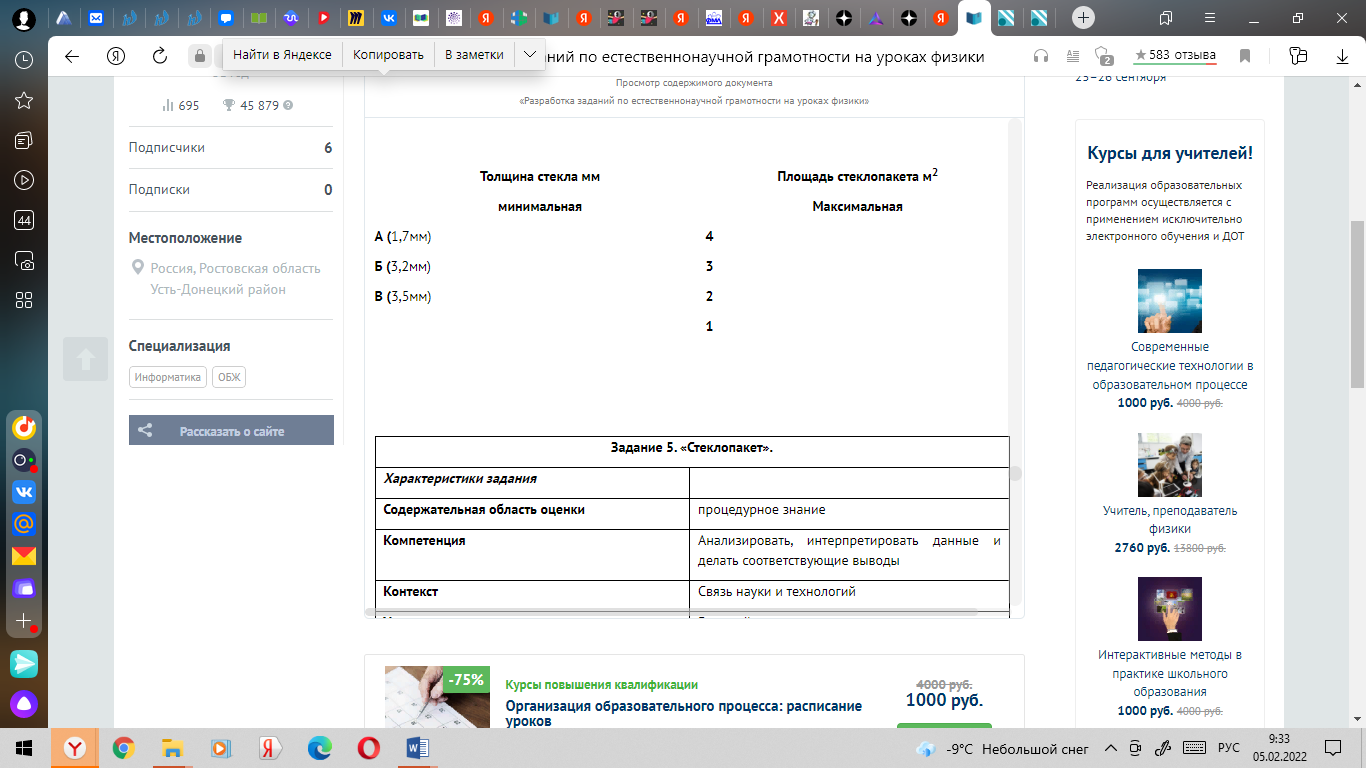 Найти в Яндексе Копировать В заметки
аний по естественнонаучной грамотности на уроках физики
2
★ 583 отзыва
695 45 879
Подписчики 6
Подписки 0
Местоположение
Россия, Ростовская область
Усть-Донецкий район
Специализация
Информатика ОБЖ
Рассказать о сайте
44
Просмотр содержимого документа
«Разработка заданий по естественнонаучной грамотности на уроках физики»
Толщина стекла мм Площадь стеклопакета м2
минимальная Максимальная
А (1,7мм) 4
Б (3,2мм) 3
В (3,5мм) 2
1
Задание 5. «Стеклопакет».
Характеристики задания
Содержательная область оценки процедурное знание
Компетенция Анализировать, интерпретировать данные и
делать соответствующие выводы
Контекст Связь науки и технологий
-75%
Курсы повышения квалификации
Организация образовательного процесса: расписание
уроков
4000 руб.
1000 руб.
25–26 сентября
Курсы для учителей!
Реализация образовательных
программ осуществляется с
применением исключительно
электронного обучения и ДОТ
Современные
педагогические технологии в
образовательном процессе
1000 руб. 4000 руб.
Учитель, преподаватель
физики
2760 руб. 13800 руб.
Интерактивные методы в
практике школьного
образования
1000 руб. 4000 руб.
-9°C Небольшой снег
РУС
9:33
05.02.2022